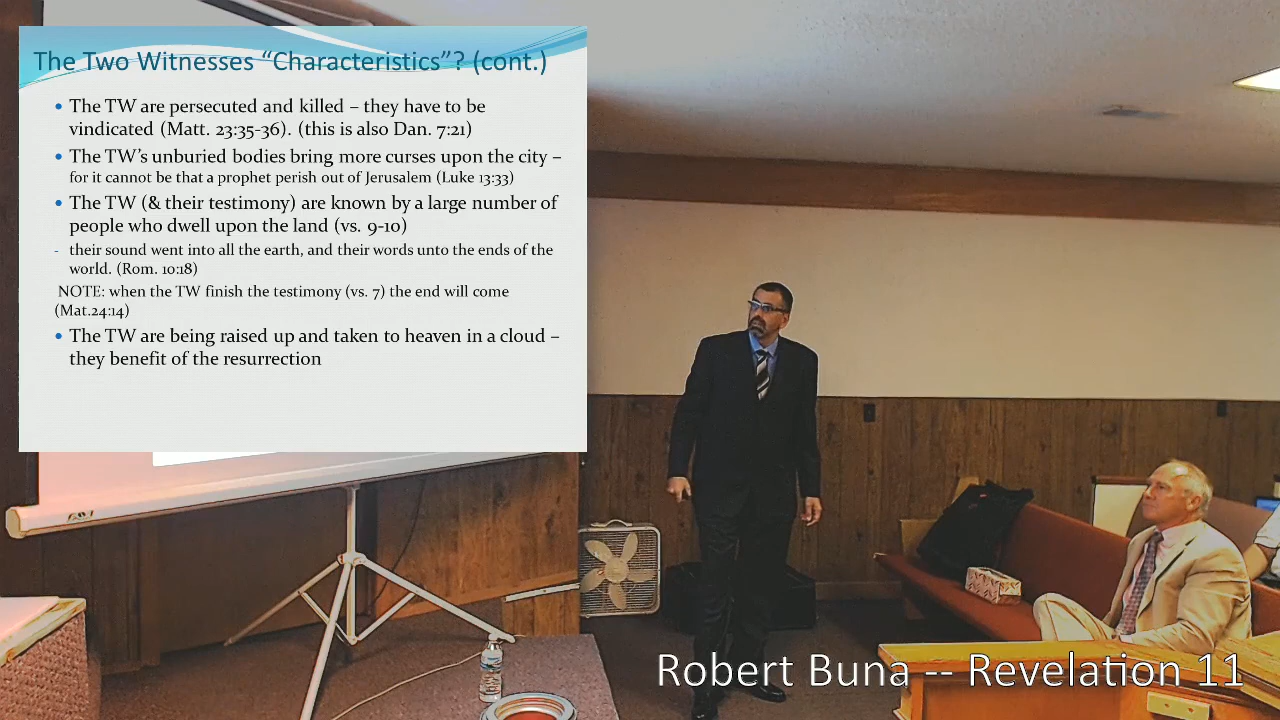 The Two Witnesses “Characteristics”? (cont.)
• The TW are persecuted and killed – they have to be
vindicated (Matt. 23:35-36). (this is also Dan. 7:21)
• The TW’s unburied bodies bring more curses upon the city –
for it cannot be that a prophet perish out of Jerusalem (Luke 13:33)
• The TW (& their testimony) are known by a large number of
people who dwell upon the land (vs. 9-10)
- their sound went into all the earth, and their words unto the ends of the
world. (Rom. 10:18)
NOTE: when the TW finish the testimony (vs. 7) the end will come
(Mat.24:14)
• The TW are being raised up and taken to heaven in a cloud –
they benefit of the resurrection
Robert Buna -- Revelation 11